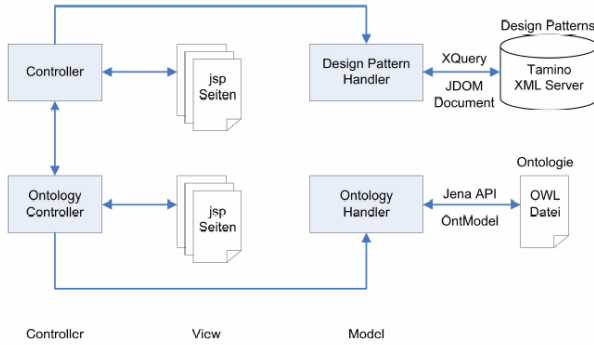 Design Patterns
Controller
jsp
Seiten
Design Pattern
Handler
XQuery
JDOM
Document
Tamino
XML Server
Ontology
Controller
jsp
Seiten
Ontology
Handler
Jena API
OntModel
Ontologie
OWL
Datei
Controller
View
Model